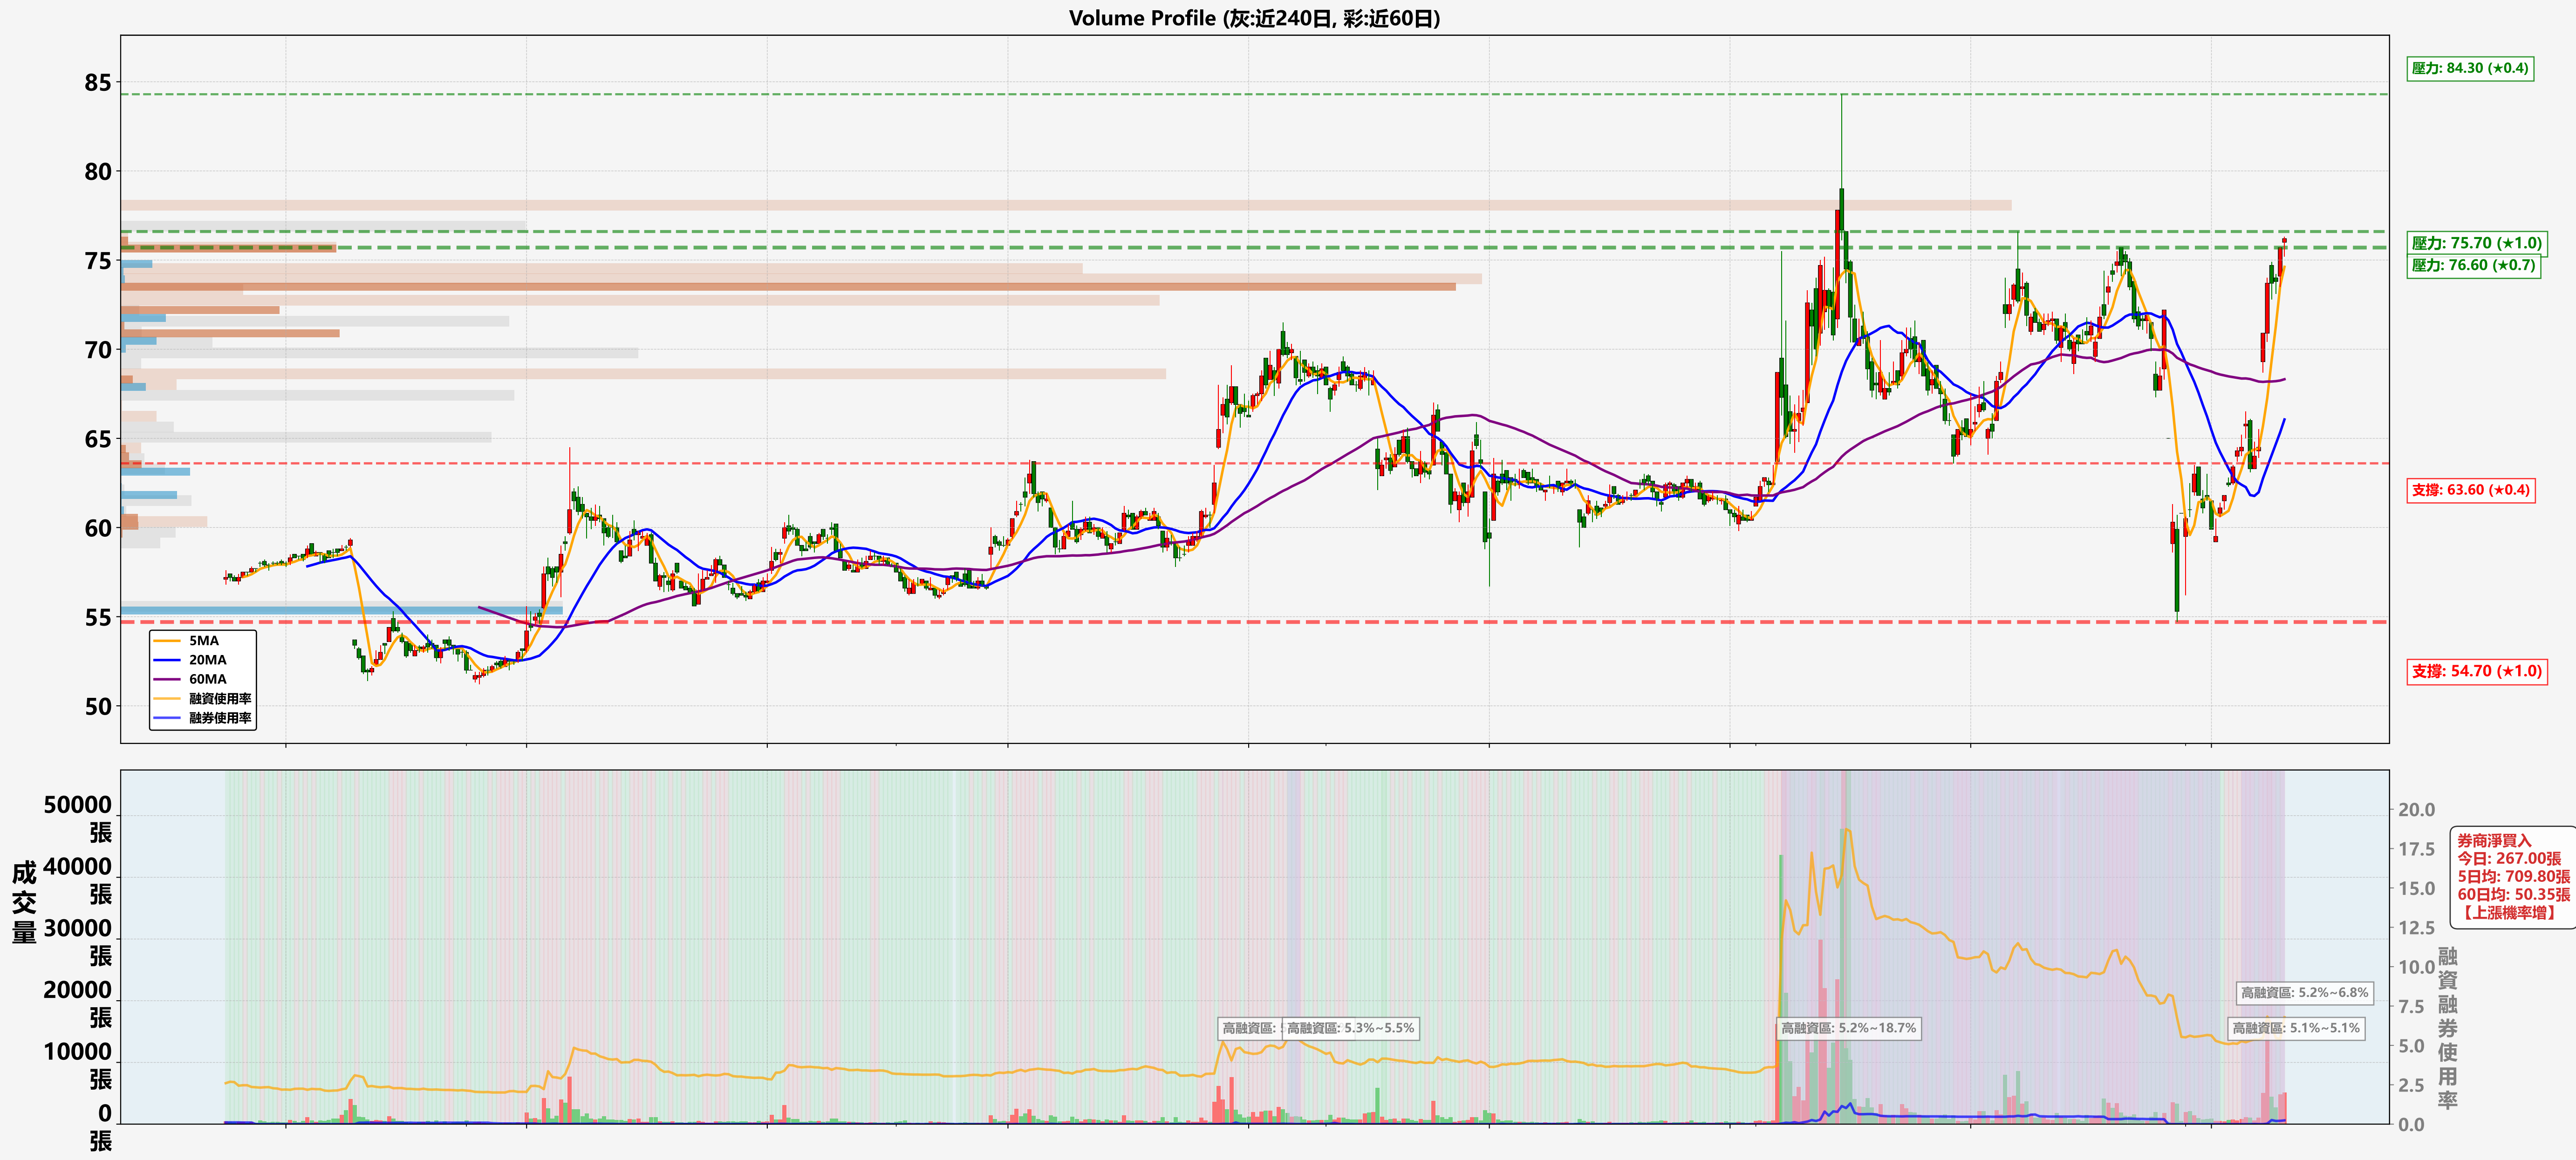 Volume Profile (灰:近240日, 彩:近60日)
85
80
75
70
65
60
55
50
壓力: 84.30 (★0.4)
壓力: 75.70 (★1.0)
壓力: 76.60 (★0.7)
支撐: 63.60 (★0.4)
支撐: 54.70 (★1.0)
5MA
20MA
60MA
融資使用率
融券使用率
成交量
50000
張
40000
張
30000
張
20000
張
10000
張
0
張
高融資區: 5
高融資區: 5.3%~5.5%
高融資區: 5.2%~18.7%
高融資區: 5.2%~6.8%
高融資區: 5.1%~5.1%
20.0
17.5
15.0
12.5
10.0
7.5
5.0
2.5
0.0
融資融券使用率
券商淨買入
今日: 267.00張
5日均: 709.80張
60日均: 50.35張
【上漲機率增】